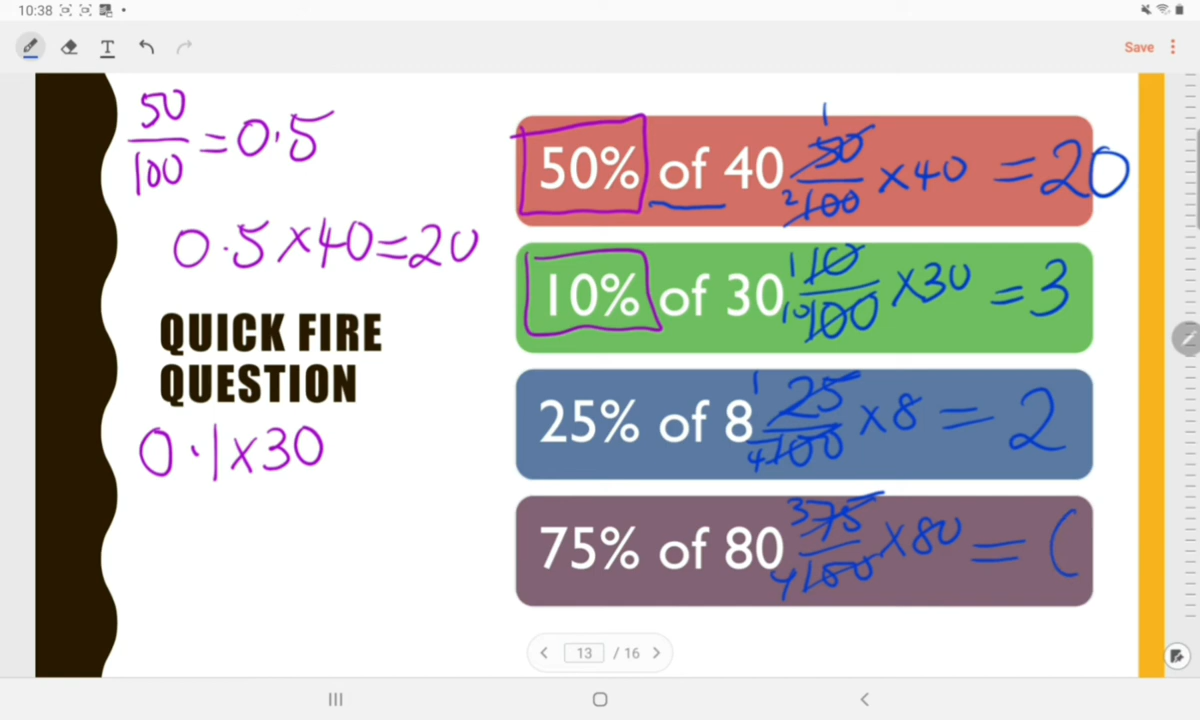 10:38
T
Save
50/100 = 0.5
0.5 × 40 = 20
QUICK FIRE
QUESTION
0.1 × 30
50% of 40 1 50/100 2 × 40 = 20
10% of 30 1 10/100 10 × 30 = 3
25% of 8 1 25/100 4 × 8 = 2
75% of 80 3 75/100 4 × 80 = (
13 / 16